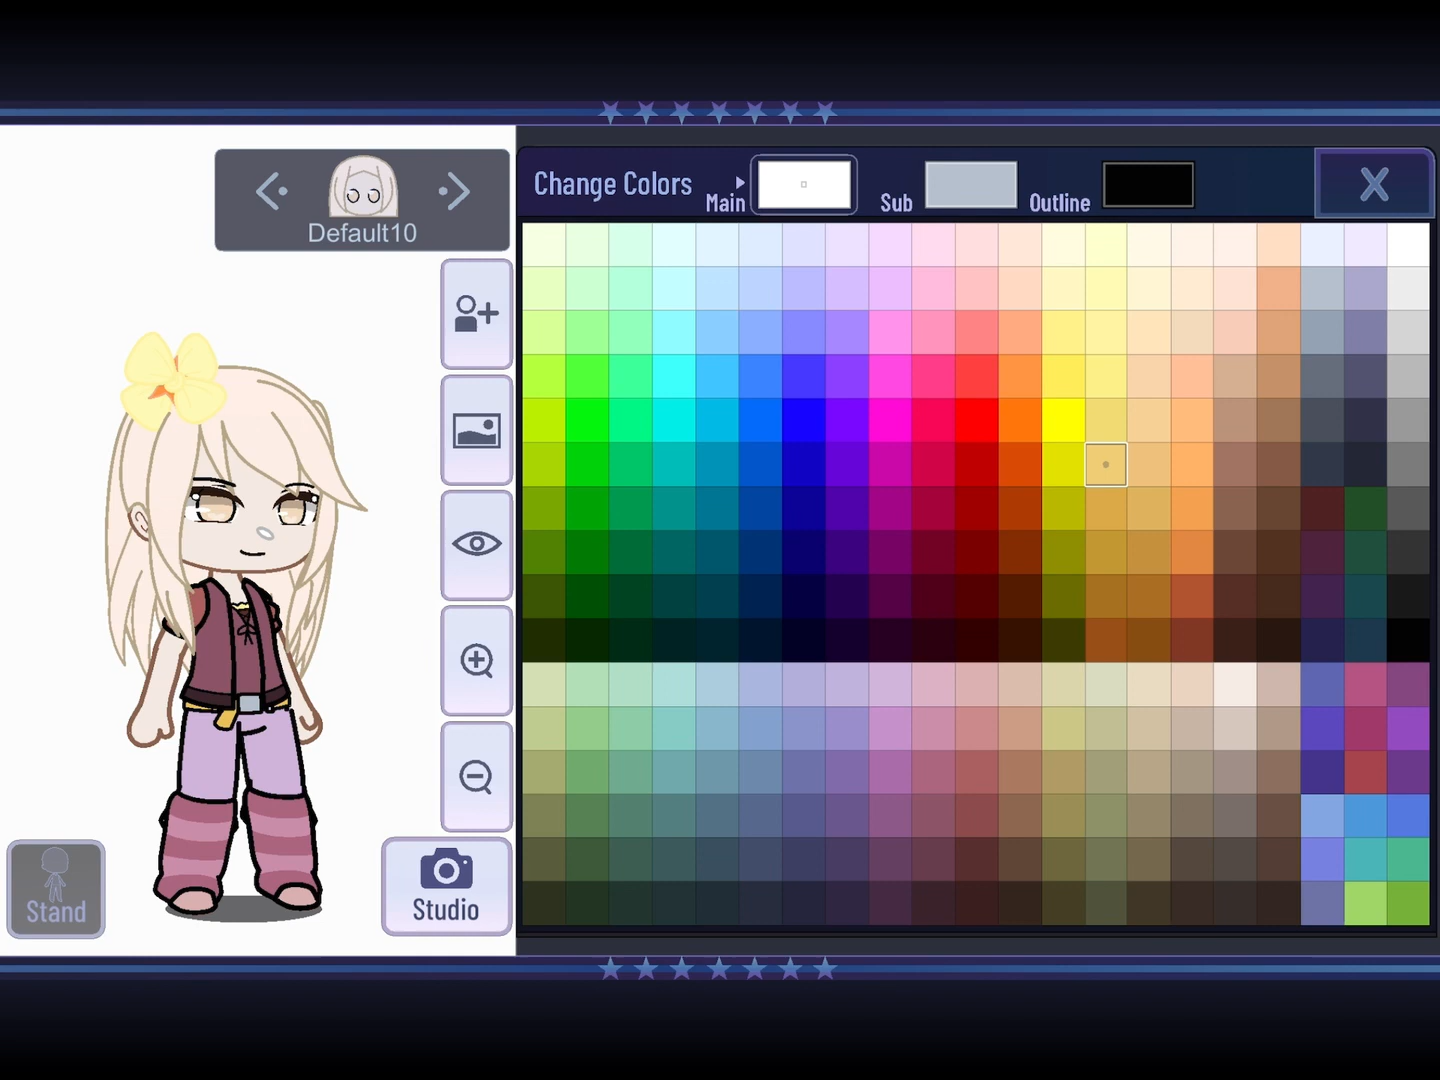 Default10
Change Colors
Main
Sub
Outline
X
Stand
Studio